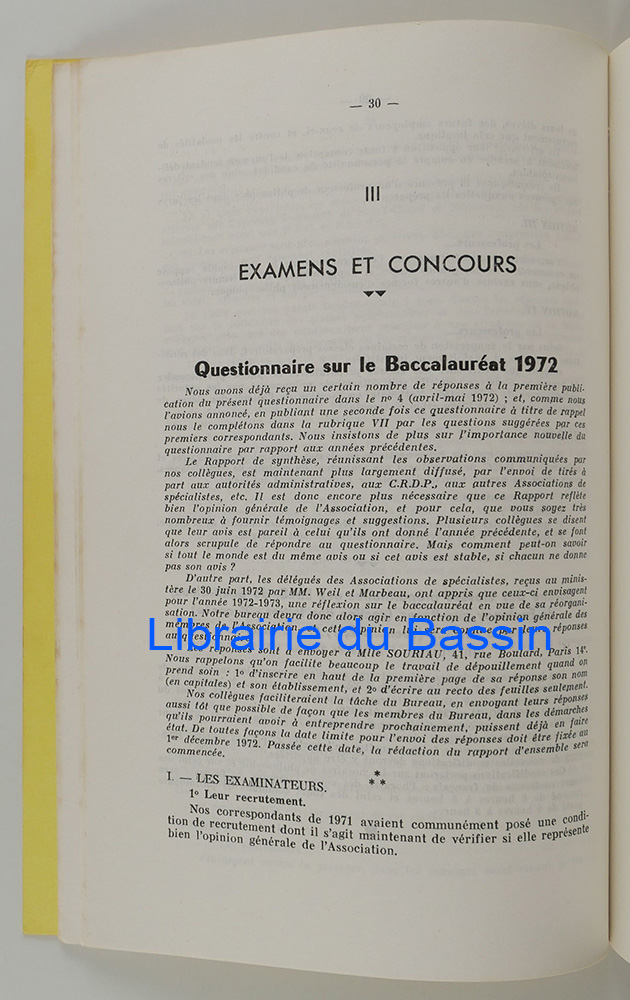 — 30 —
III
EXAMENS ET CONCOURS
Questionnaire sur le Baccalauréat 1972
Nous avons déjà reçu un certain nombre de réponses à la première publi-
cation du présent questionnaire dans le nº 4 (avril-mai 1972) ; et, comme nous
l'avions annoncé, en publiant une seconde fois ce questionnaire à titre de rappel
nous le complétons dans la rubrique VII par les questions suggérées par ces
premiers correspondants. Nous insistons de plus sur l'importance nouvelle du
questionnaire par rapport aux années précédentes.
Le Rapport de synthèse, réunissant les observations communiquées par
nos collègues, est maintenant plus largement diffusé, par l'envoi de tirés à
part aux autorités administratives, aux C.R.D.P., aux autres Associations de
spécialistes, etc. Il est donc encore plus nécessaire que ce Rapport reflète
bien l'opinion générale de l'Association, et pour cela, que vous soyez très
nombreux à fournir témoignages et suggestions. Plusieurs collègues se disent
que leur avis est pareil à celui qu'ils ont donné l'année précédente, et se font
alors scrupule de répondre au questionnaire. Mais comment peut-on savoir
si tout le monde est du même avis ou si cet avis est stable, si chacun ne donne
pas son avis ?
D'autre part, les délégués des Associations de spécialistes, reçus au minis-
tère le 30 juin 1972 par MM. Weil et Marbeau, ont appris que ceux-ci envisagent
pour l'année 1972-1973, une réflexion sur le baccalauréat en vue de sa réorgani-
sation. Notre bureau devra donc alors agir en fonction de l'opinion générale des
membres de l'Association, et cette opinion réponses
au questionnaire
Librairie du Bassin
réponses sont à envoyer à Mlle SOURIAU, 41, rue Boulard, Paris 14e.
Nous rappelons qu'on facilite beaucoup le travail de dépouillement quand on
prend soin : 1º d'inscrire en haut de la première page de sa réponse son nom
(en capitales) et son établissement, et 2º d'écrire au recto des feuilles seulement.
Nos collègues faciliteraient la tâche du Bureau, en envoyant leurs réponses
aussi tôt que possible de façon que les membres du Bureau, dans les démarches
qu'ils pourraient avoir à entreprendre prochainement, puissent déjà en faire
état. De toutes façons la date limite pour l'envoi des réponses doit être fixée au
1er décembre 1972. Passée cette date, la rédaction du rapport d'ensemble sera
commencée.
* * *
I. — LES EXAMINATEURS.
1º Leur recrutement.
Nos correspondants de 1971 avaient communément posé une condi-
tion de recrutement dont il s'agit maintenant de vérifier si elle représente
bien l'opinion générale de l'Association.